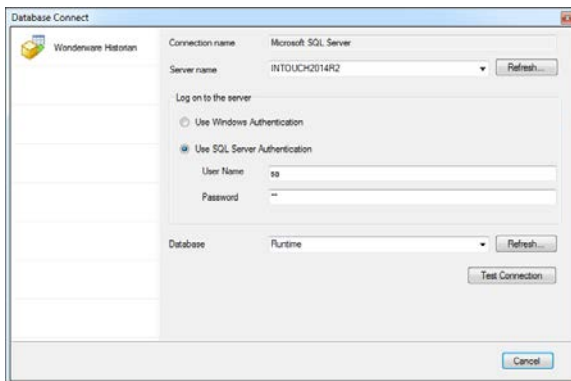 Database Connect
Wonderware Historian
Connection name Microsoft SQL Server
Server name INTOUCH2014R2 Refresh...
Log on to the server
Use Windows Authentication
Use SQL Server Authentication
User Name sa
Password **
Database Runtime Refresh...
Test Connection
Cancel